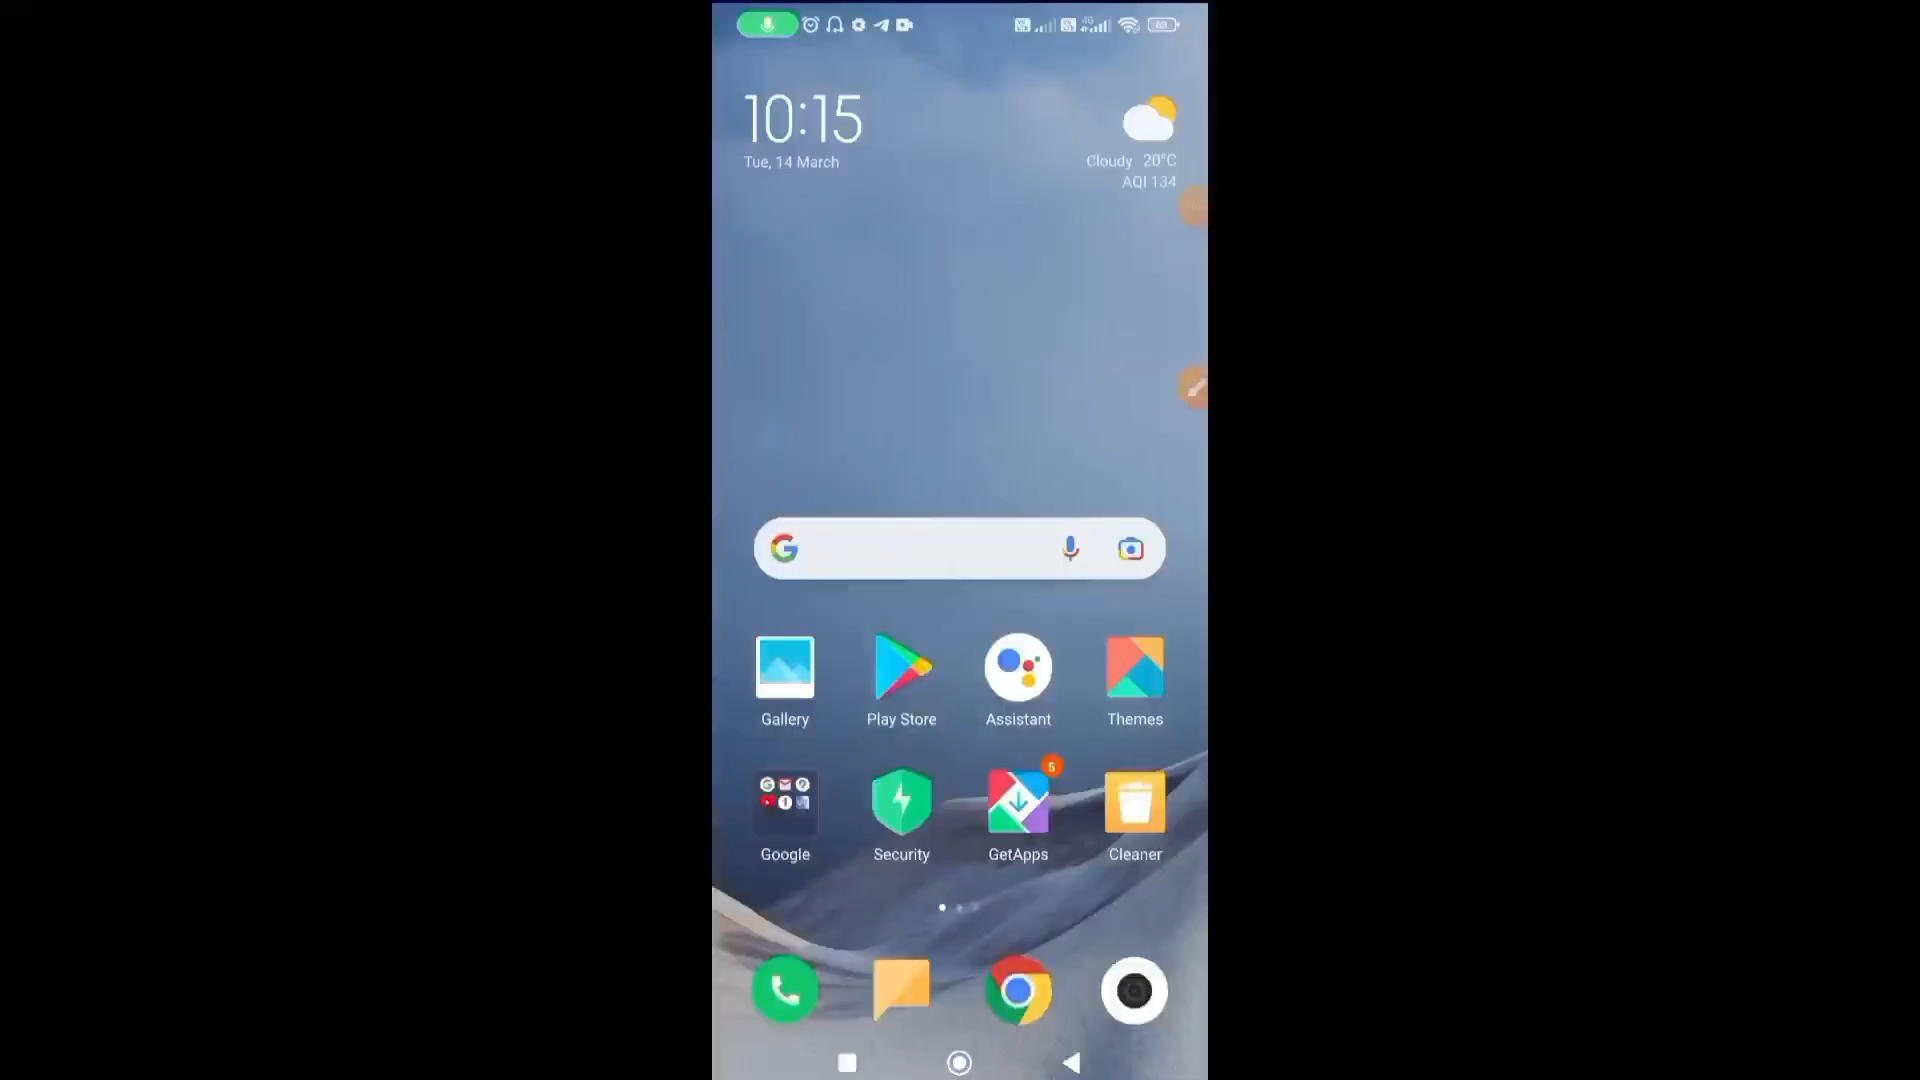 10:15
Tue, 14 March
Cloudy 20°C
AQI 134
Gallery
Play Store
Assistant
Themes
5
Google
Security
GetApps
Cleaner